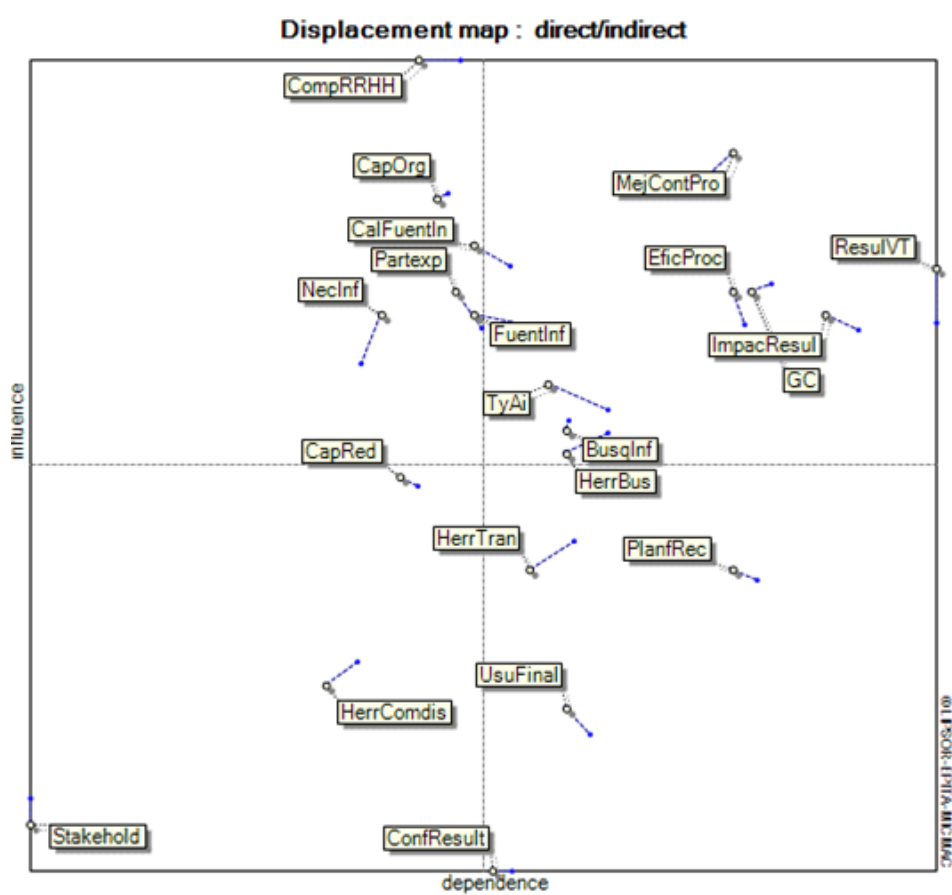 Displacement map : direct/indirect
CompRRHH
CapOrg
MejContPro
CalFuentIn
Partexp
EficProc
ResulVT
NecInf
FuentInf
ImpacResul
GC
TyAi
influence
CapRed
BusqInf
HerrBus
HerrTran
PlanfRec
UsuFinal
HerrComdis
© LIPSOR-EPITA-MICMAC
Stakehold
ConfResult
dependence